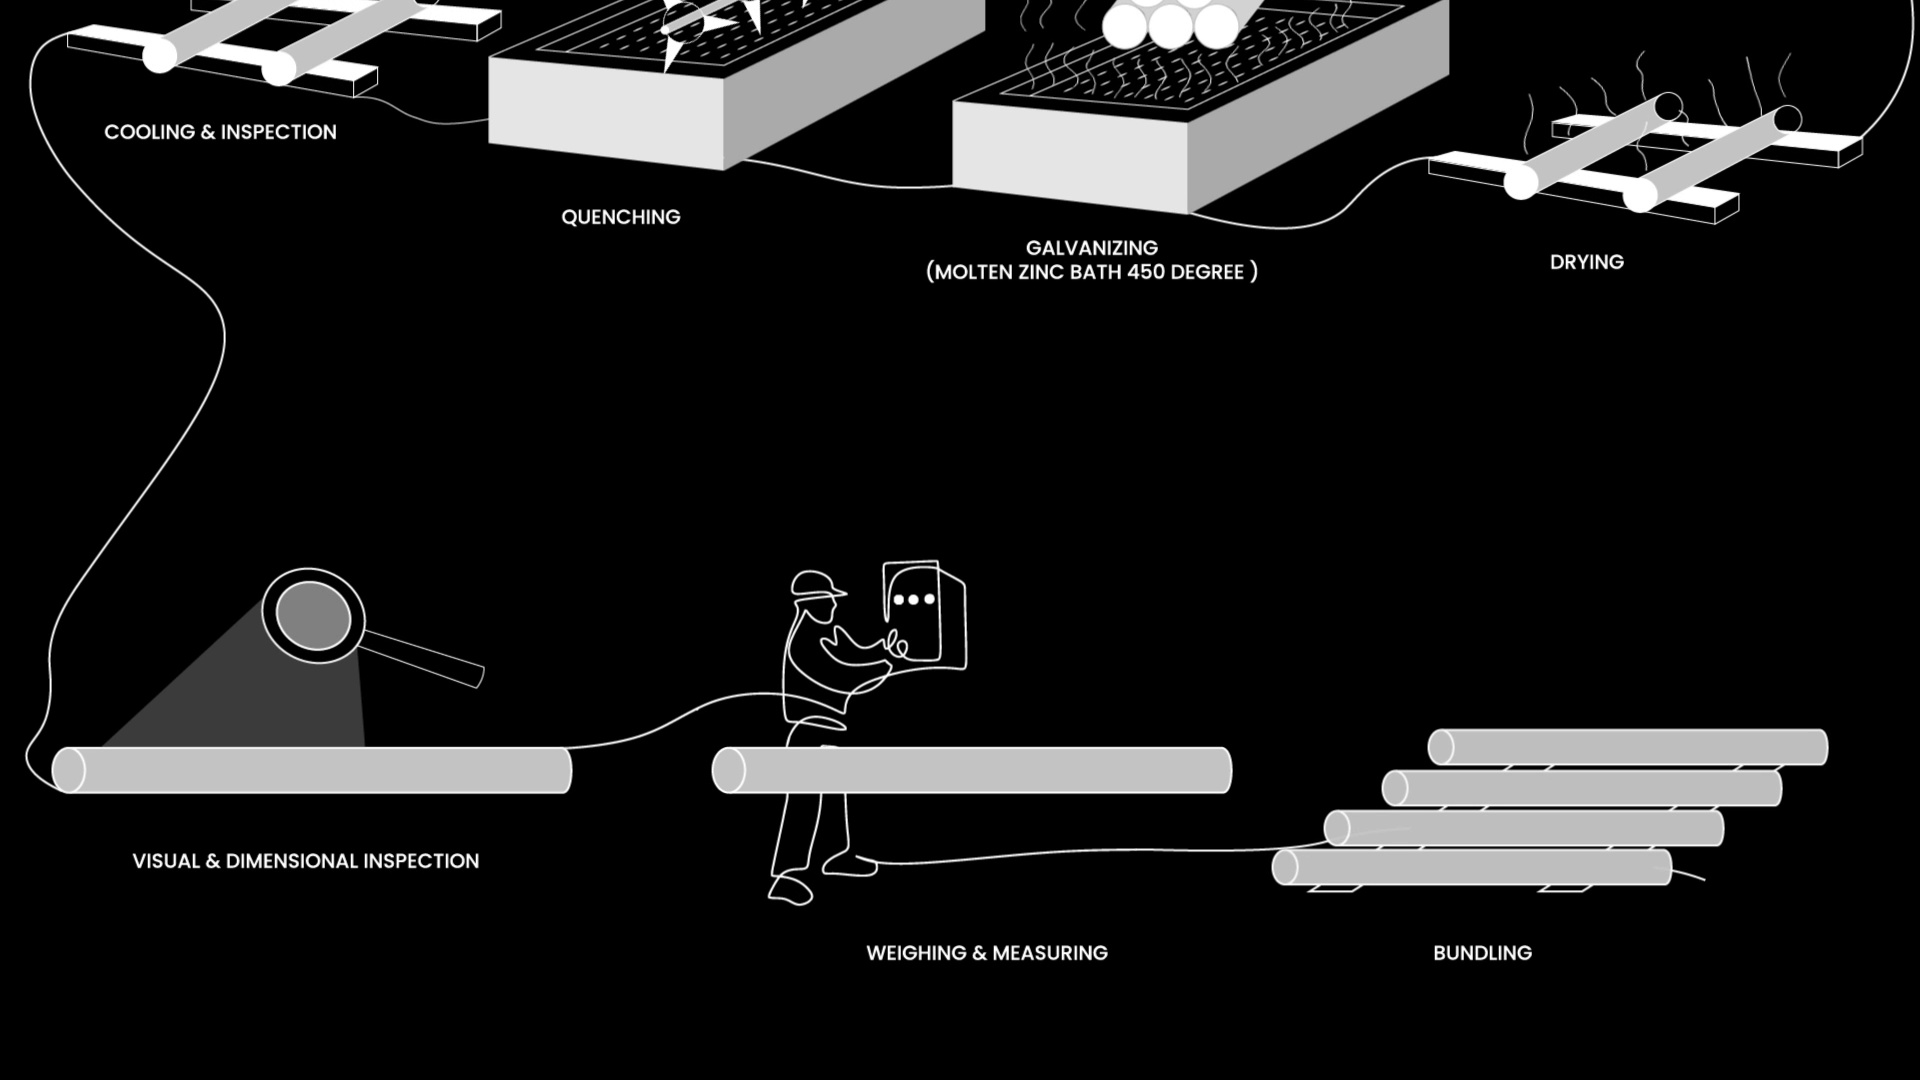 COOLING & INSPECTION
QUENCHING
GALVANIZING
(MOLTEN ZINC BATH 450 DEGREE )
DRYING
VISUAL & DIMENSIONAL INSPECTION
WEIGHING & MEASURING
BUNDLING